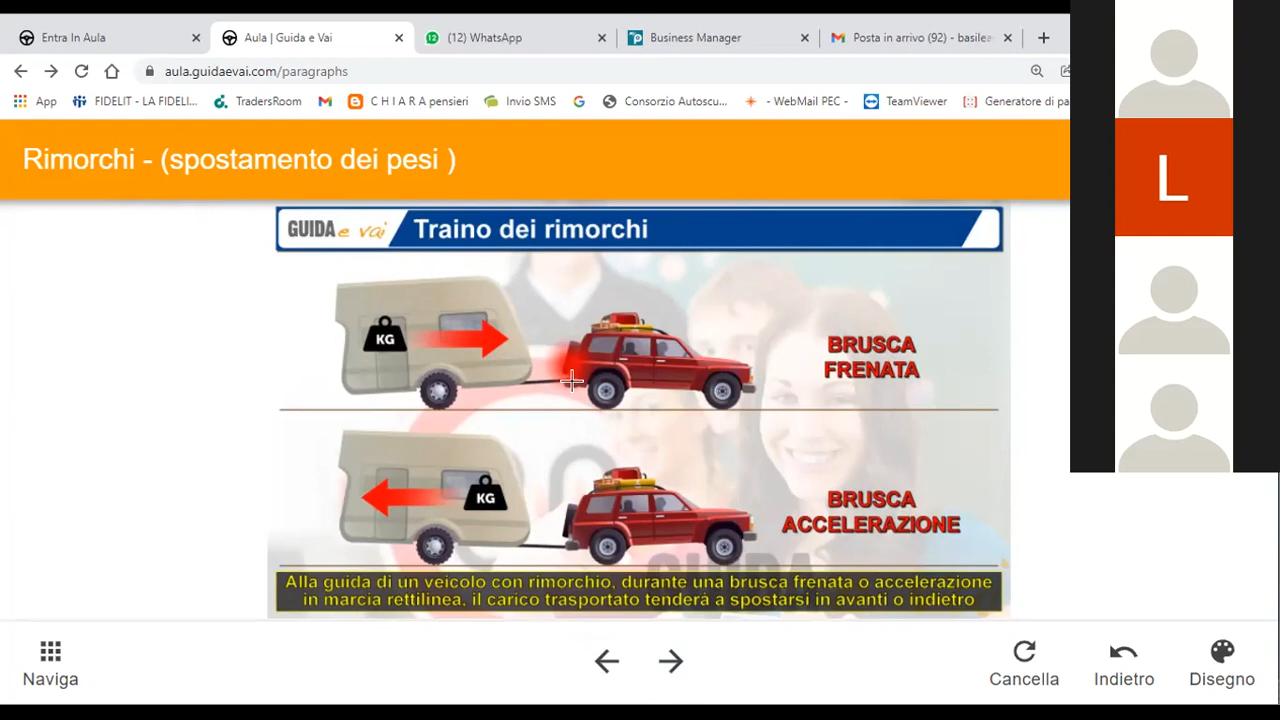 Entra In Aula
Aula | Guida e Vai
(12) WhatsApp
Business Manager
Posta in arrivo (92) - basilea
aula.guidaevai.com/paragraphs
App
FIDELIT - LA FIDELI...
TradersRoom
C H I A R A pensieri
Invio SMS
Consorzio Autoscu...
- WebMail PEC -
TeamViewer
Generatore di pa
Rimorchi - (spostamento dei pesi )
L
GUIDA e vai
Traino dei rimorchi
KG
BRUSCA
FRENATA
KG
BRUSCA
ACCELERAZIONE
Alla guida di un veicolo con rimorchio, durante una brusca frenata o accelerazione
in marcia rettilinea, il carico trasportato tenderà a spostarsi in avanti o indietro
Naviga
Cancella
Indietro
Disegno